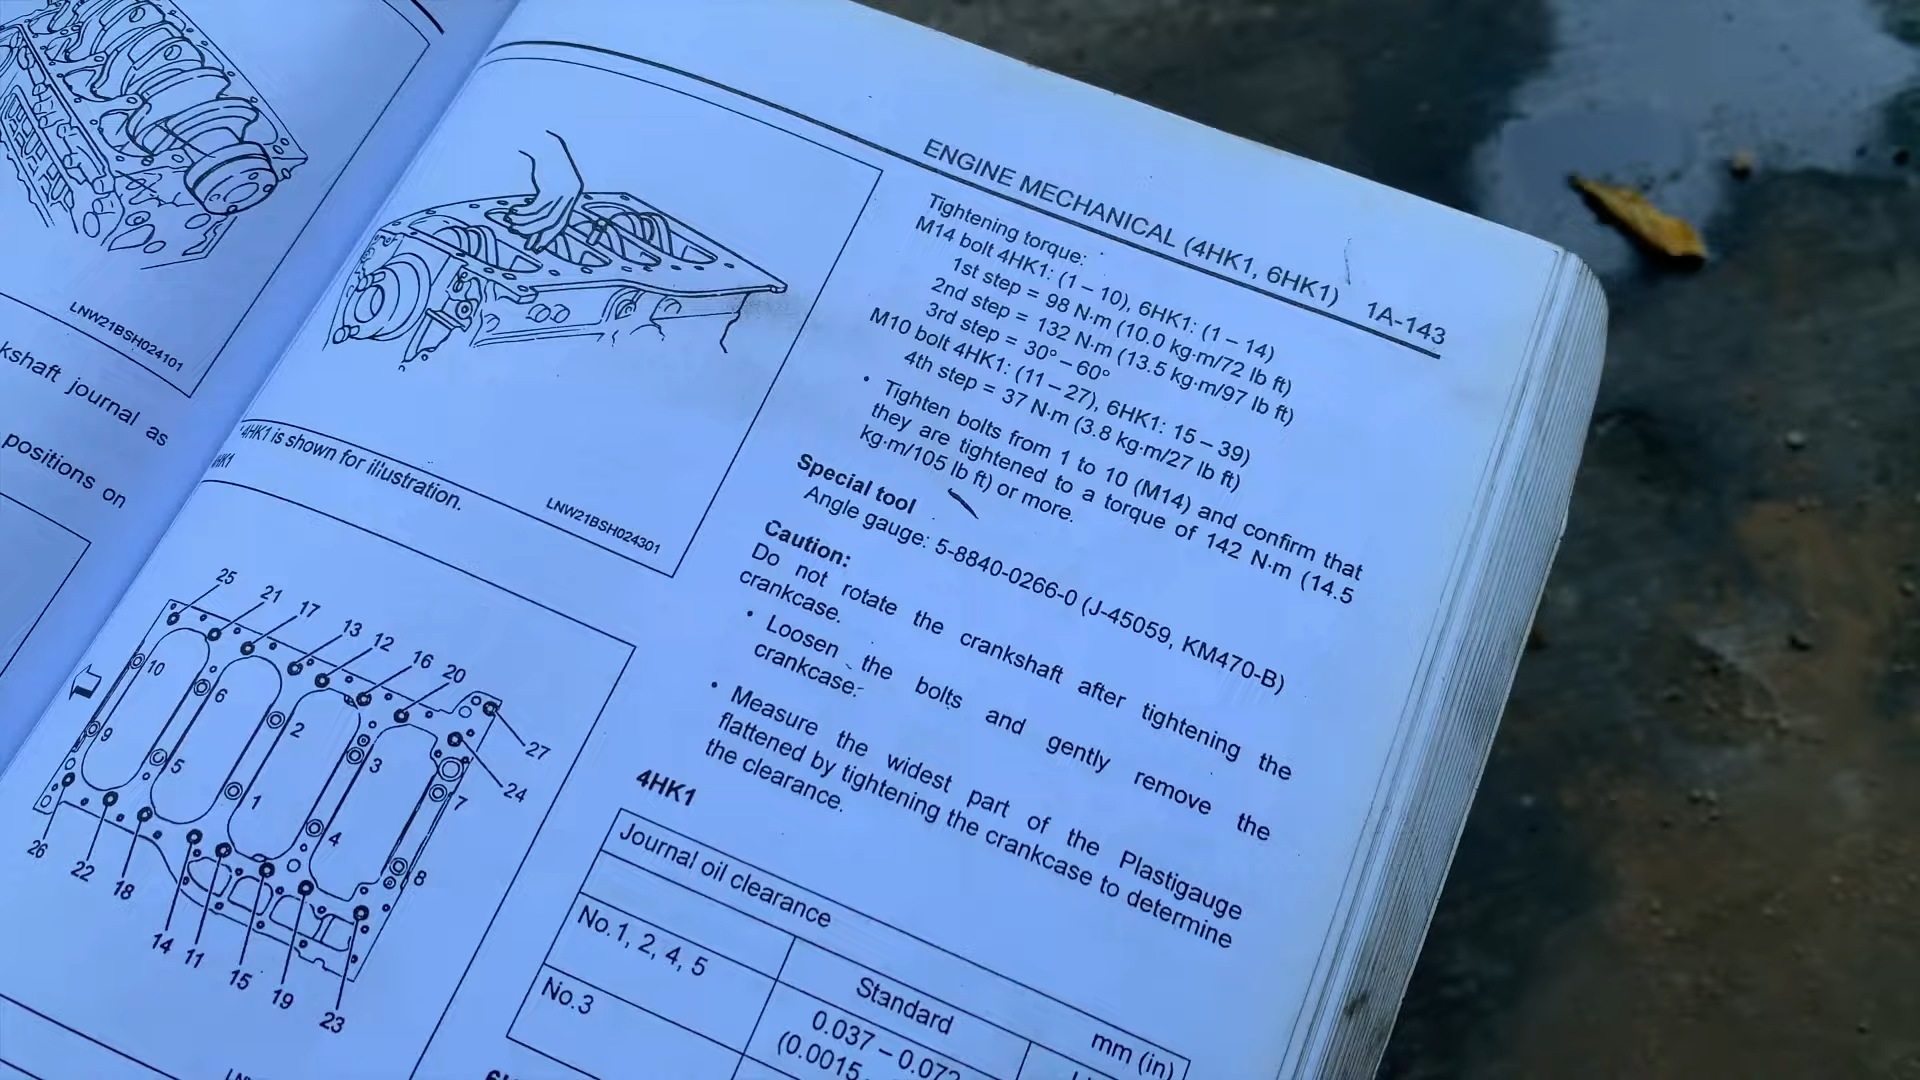 LNW21BSH024101
kshaft journal as
positions on
ENGINE MECHANICAL (4HK1, 6HK1) 1A-143
* 4HK1 is shown for illustration.
LNW21BSH024301
25
21
17
13
12
16
20
10
6
2
3
27
9
5
1
7
24
4
8
26
22
18
14
11
15
19
23
Tightening torque:
M14 bolt 4HK1: (1 – 10), 6HK1: (1 – 14)
1st step = 98 N·m (10.0 kg·m/72 lb ft)
2nd step = 132 N·m (13.5 kg·m/97 lb ft)
3rd step = 30° – 60°
M10 bolt 4HK1: (11 – 27), 6HK1: 15 – 39)
4th step = 37 N·m (3.8 kg·m/27 lb ft)
• Tighten bolts from 1 to 10 (M14) and confirm that
they are tightened to a torque of 142 N·m (14.5
kg·m/105 lb ft) or more.
Special tool
Angle gauge: 5-8840-0266-0 (J-45059, KM470-B)
Caution:
Do not rotate the crankshaft after tightening the
crankcase.
• Loosen the bolts and gently remove the
crankcase.
• Measure the widest part of the Plastigauge
flattened by tightening the crankcase to determine
the clearance.
4HK1
Journal oil clearance
mm (in)
Standard
No.1, 2, 4, 5
0.037 – 0.072
(0.0015
No.3